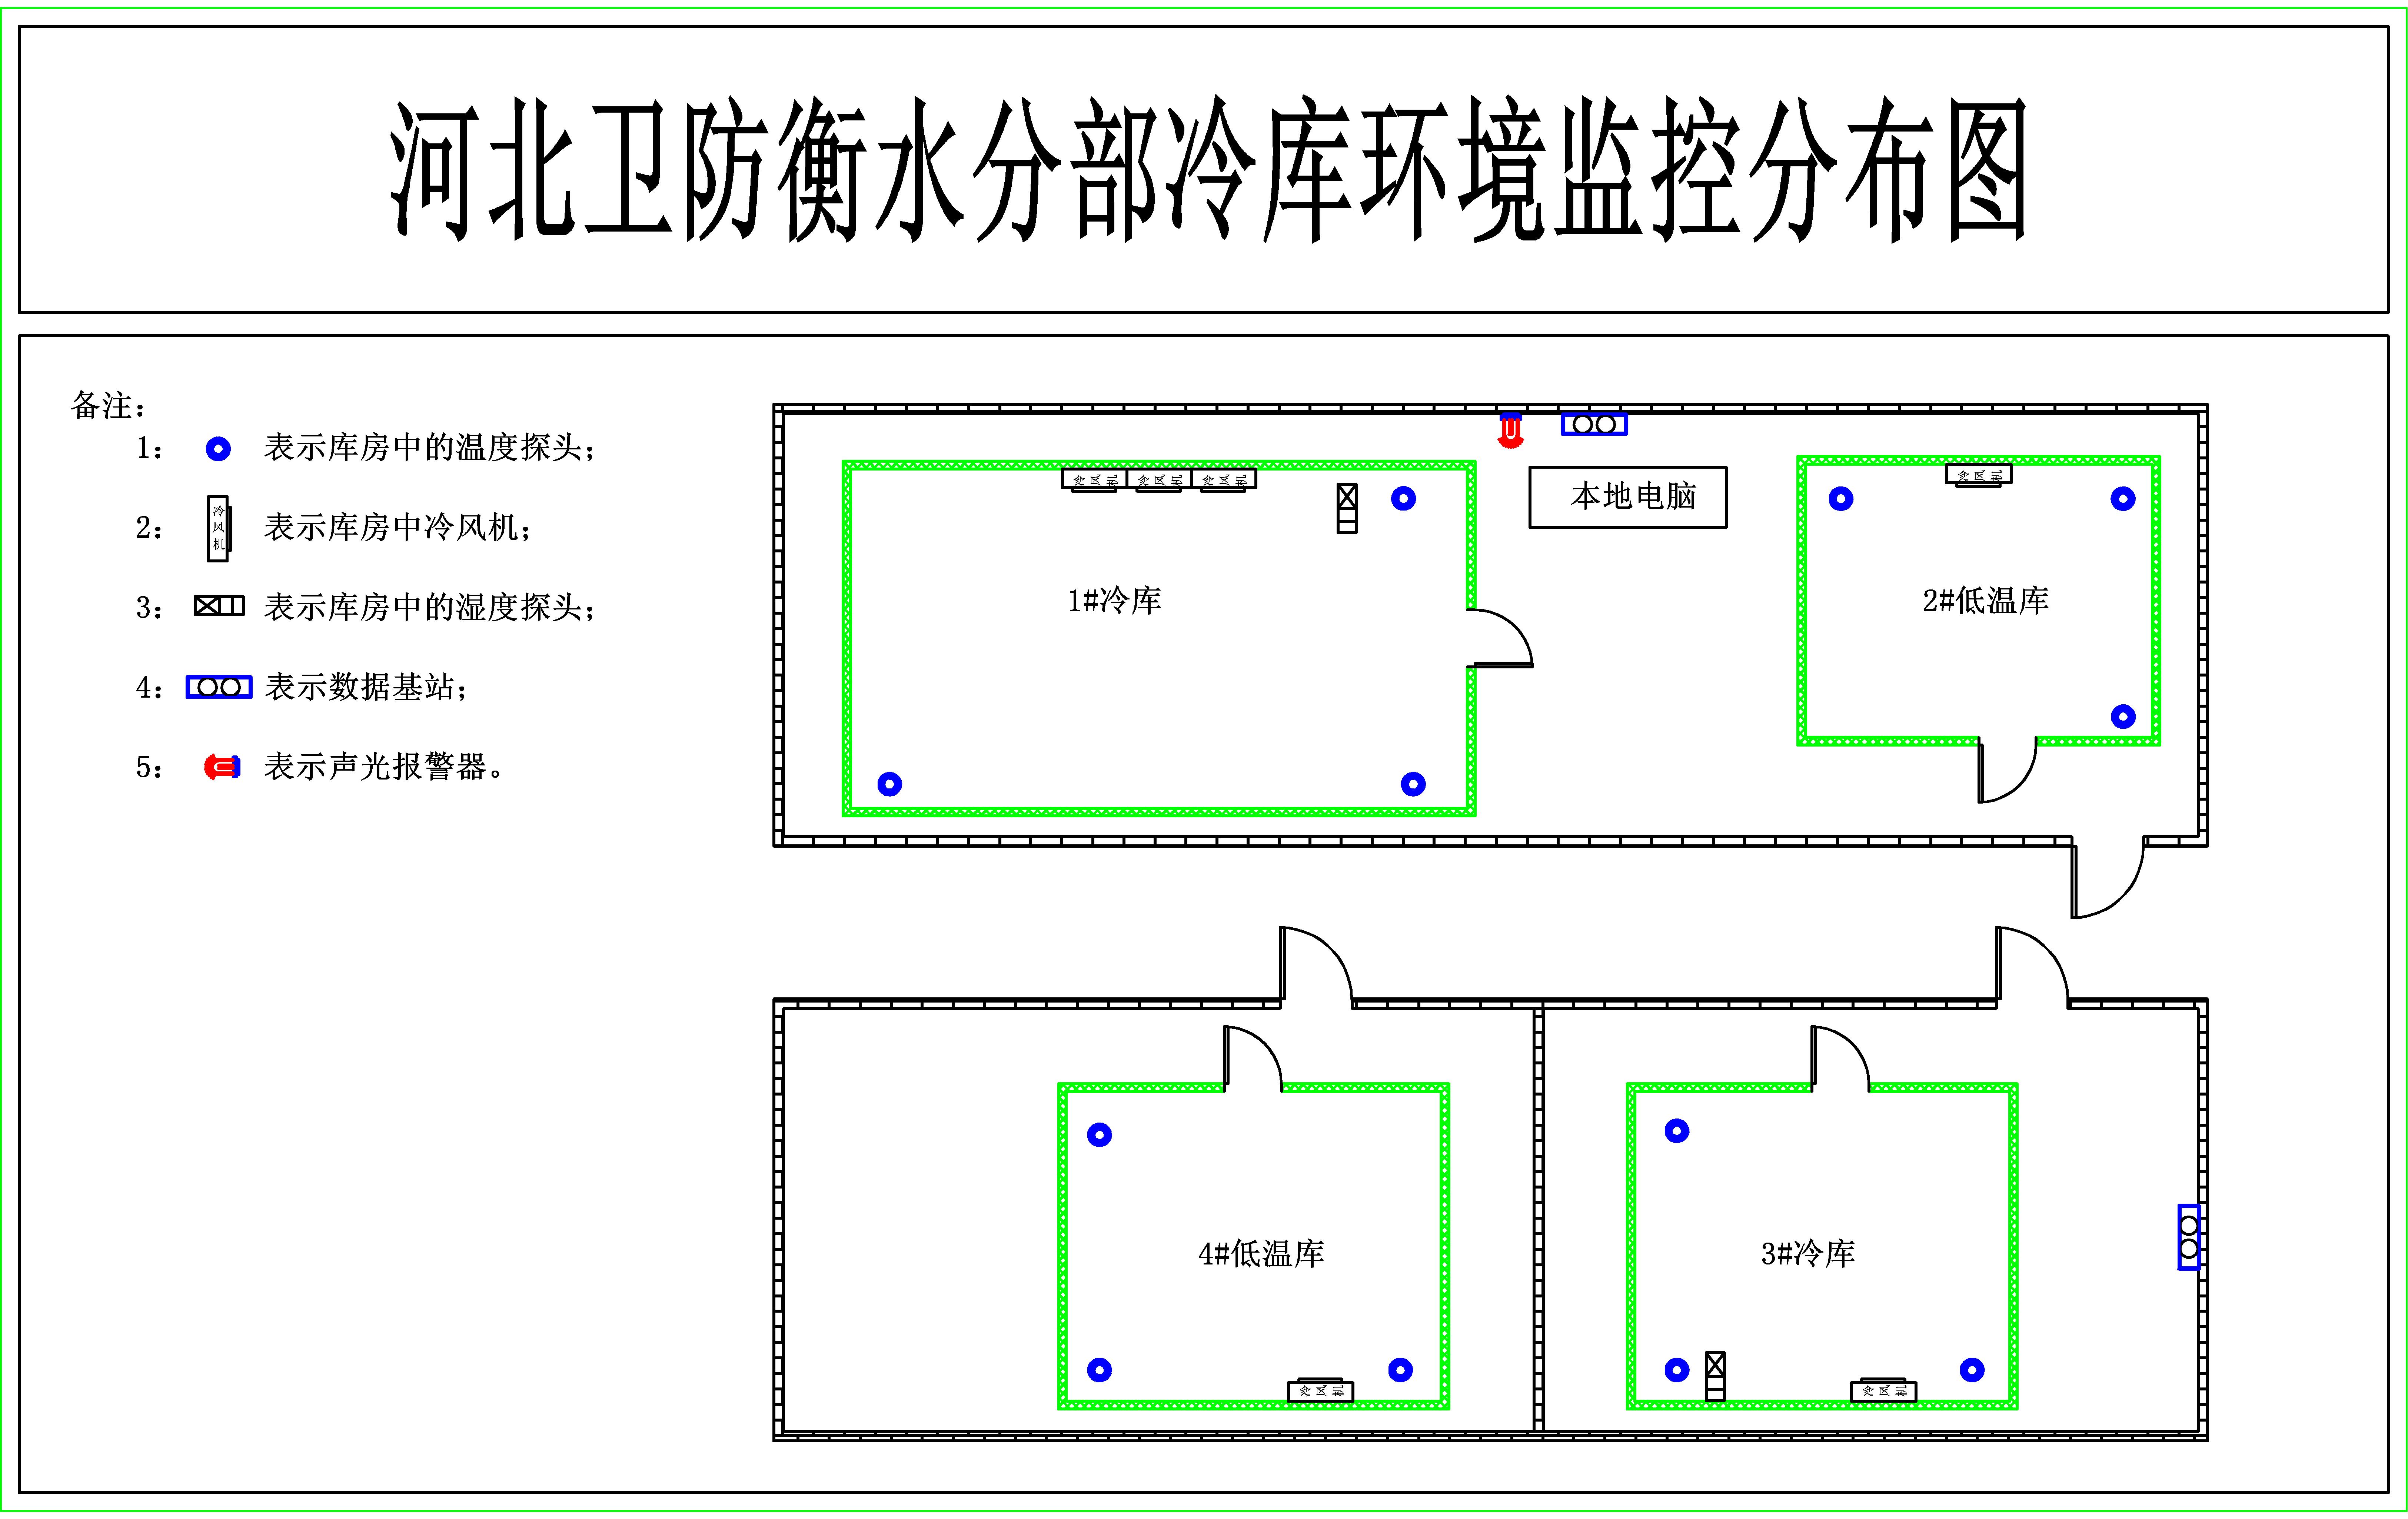 河北卫防衡水分部冷库环境监控分布图
备注:
1: 表示库房中的温度探头;
2: 冷风机 表示库房中冷风机;
3: 表示库房中的湿度探头;
4: 表示数据基站;
5: 表示声光报警器。
冷风机 冷风机 冷风机
本地电脑
冷风机
1#冷库
2#低温库
4#低温库
3#冷库
冷风机
冷风机